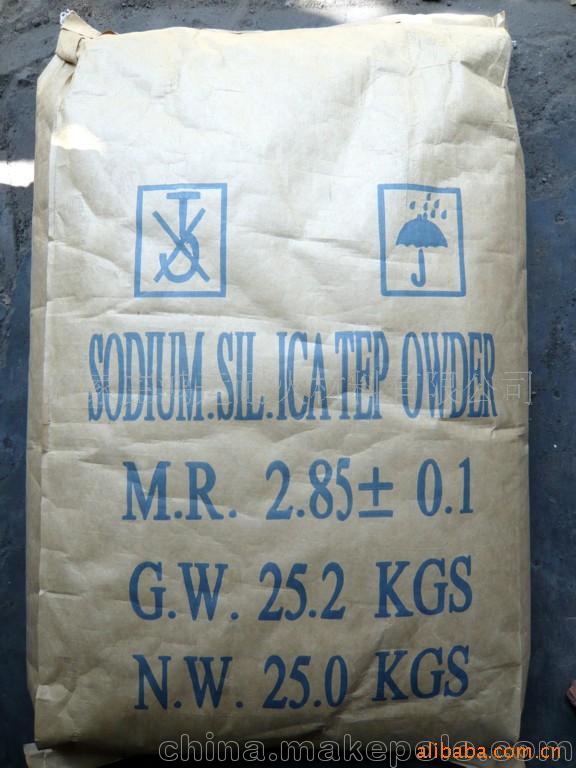 SODIUM.SIL.ICATEP OWDER
M.R. 2.85± 0.1
G.W. 25.2 KGS
N.W. 25.0 KGS
china.makepolo.com
alibaba.com.cn